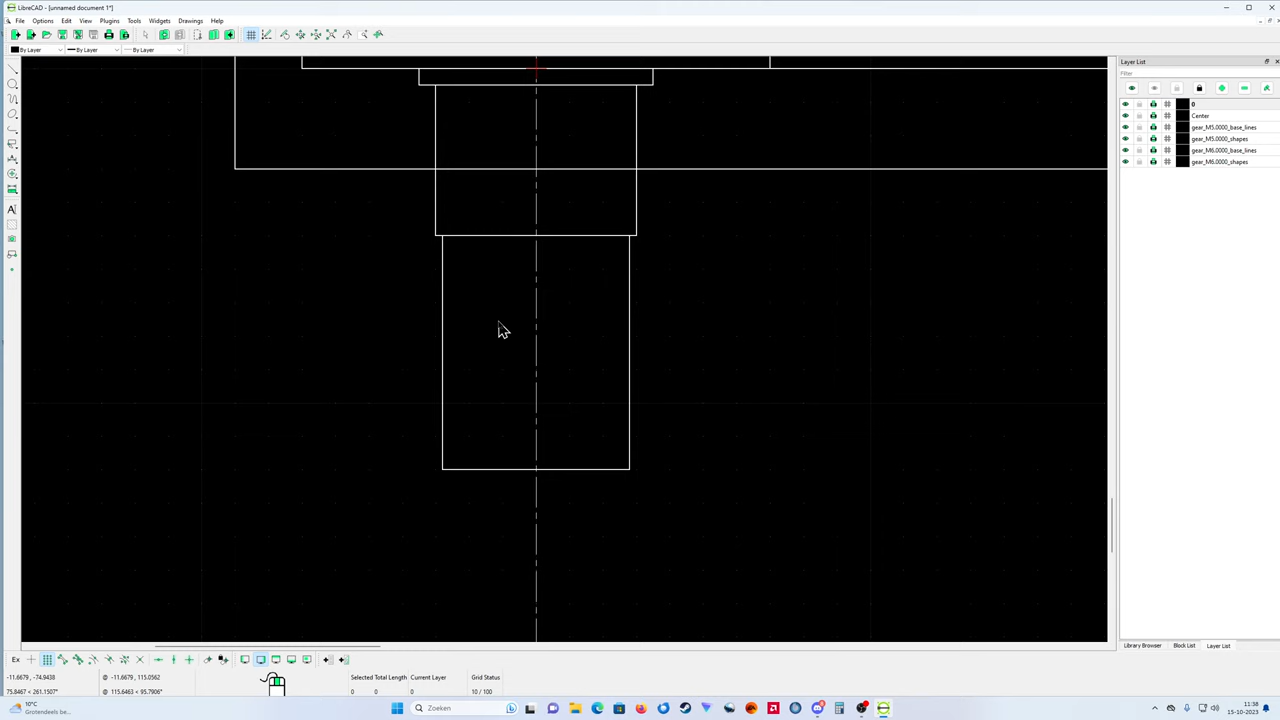 LibreCAD - [unnamed document 1*]
File Options Edit View Plugins Tools Widgets Drawings Help
By Layer By Layer By Layer
Layer List
Filter
0
Center
gear_M5.0000_base_lines
gear_M5.0000_shapes
gear_M6.0000_base_lines
gear_M6.0000_shapes
Library Browser Block List Layer List
Ex
-11.6679 , -74.9438 @ -11.6679 , 115.0562 Selected Total Length Current Layer Grid Status
75.8467 < 261.1507° @ 115.6463 < 95.7906° 0 0 0 10 / 100
10°C
Grotendeels be...
Zoeken
11:38
15-10-2023